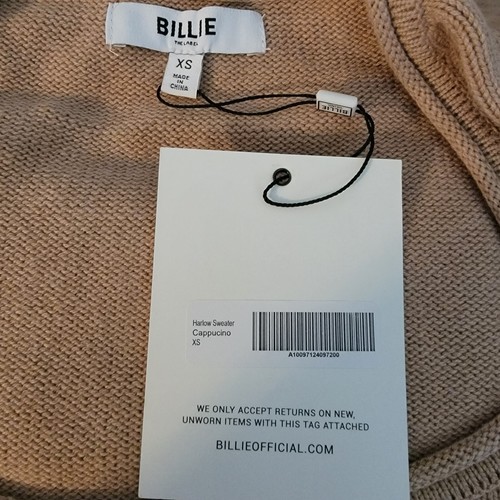 BILLIE
THE LABEL
XS
MADE
IN
CHINA
BILLIE
Harlow Sweater
Cappucino
XS
A10097124097200
WE ONLY ACCEPT RETURNS ON NEW,
UNWORN ITEMS WITH THIS TAG ATTACHED
BILLIEOFFICIAL.COM